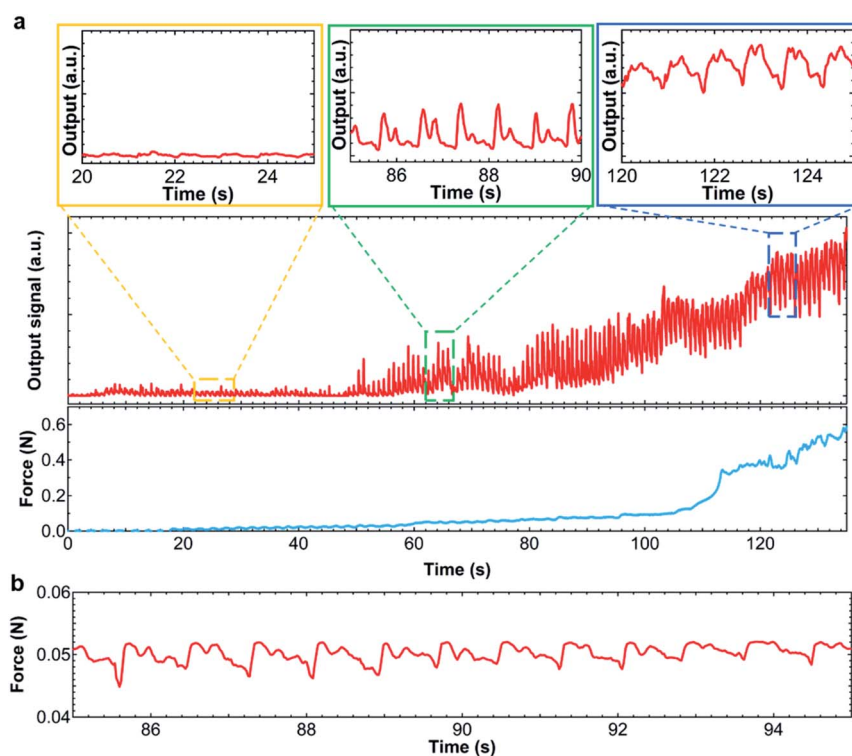 a
Output (a.u.)
20 22 24
Time (s)
Output (a.u.)
86 88 90
Time (s)
Output (a.u.)
120 122 124
Time (s)
Output signal (a.u.)
Force (N)
0.6
0.4
0.2
0.0
0 20 40 60 80 100 120
Time (s)
b
Force (N)
0.06
0.05
0.04
86 88 90 92 94
Time (s)